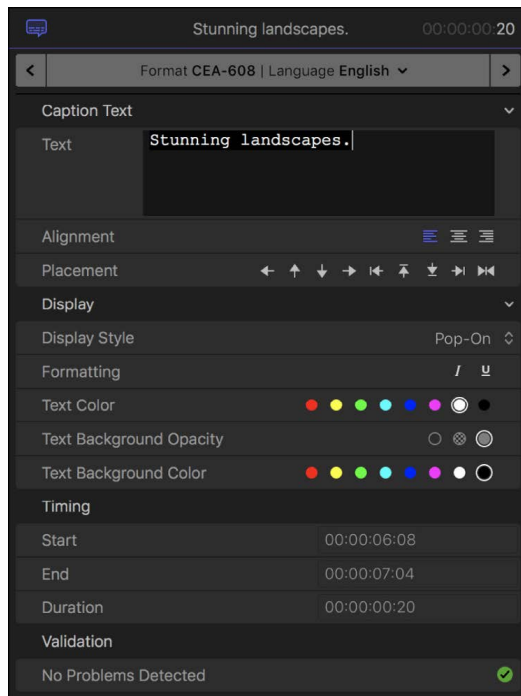 Stunning landscapes. 00:00:00:20
Format CEA-608 | Language English
Caption Text
Text Stunning landscapes.
Alignment
Placement
Display
Display Style Pop-On
Formatting I U
Text Color
Text Background Opacity
Text Background Color
Timing
Start 00:00:06:08
End 00:00:07:04
Duration 00:00:00:20
Validation
No Problems Detected